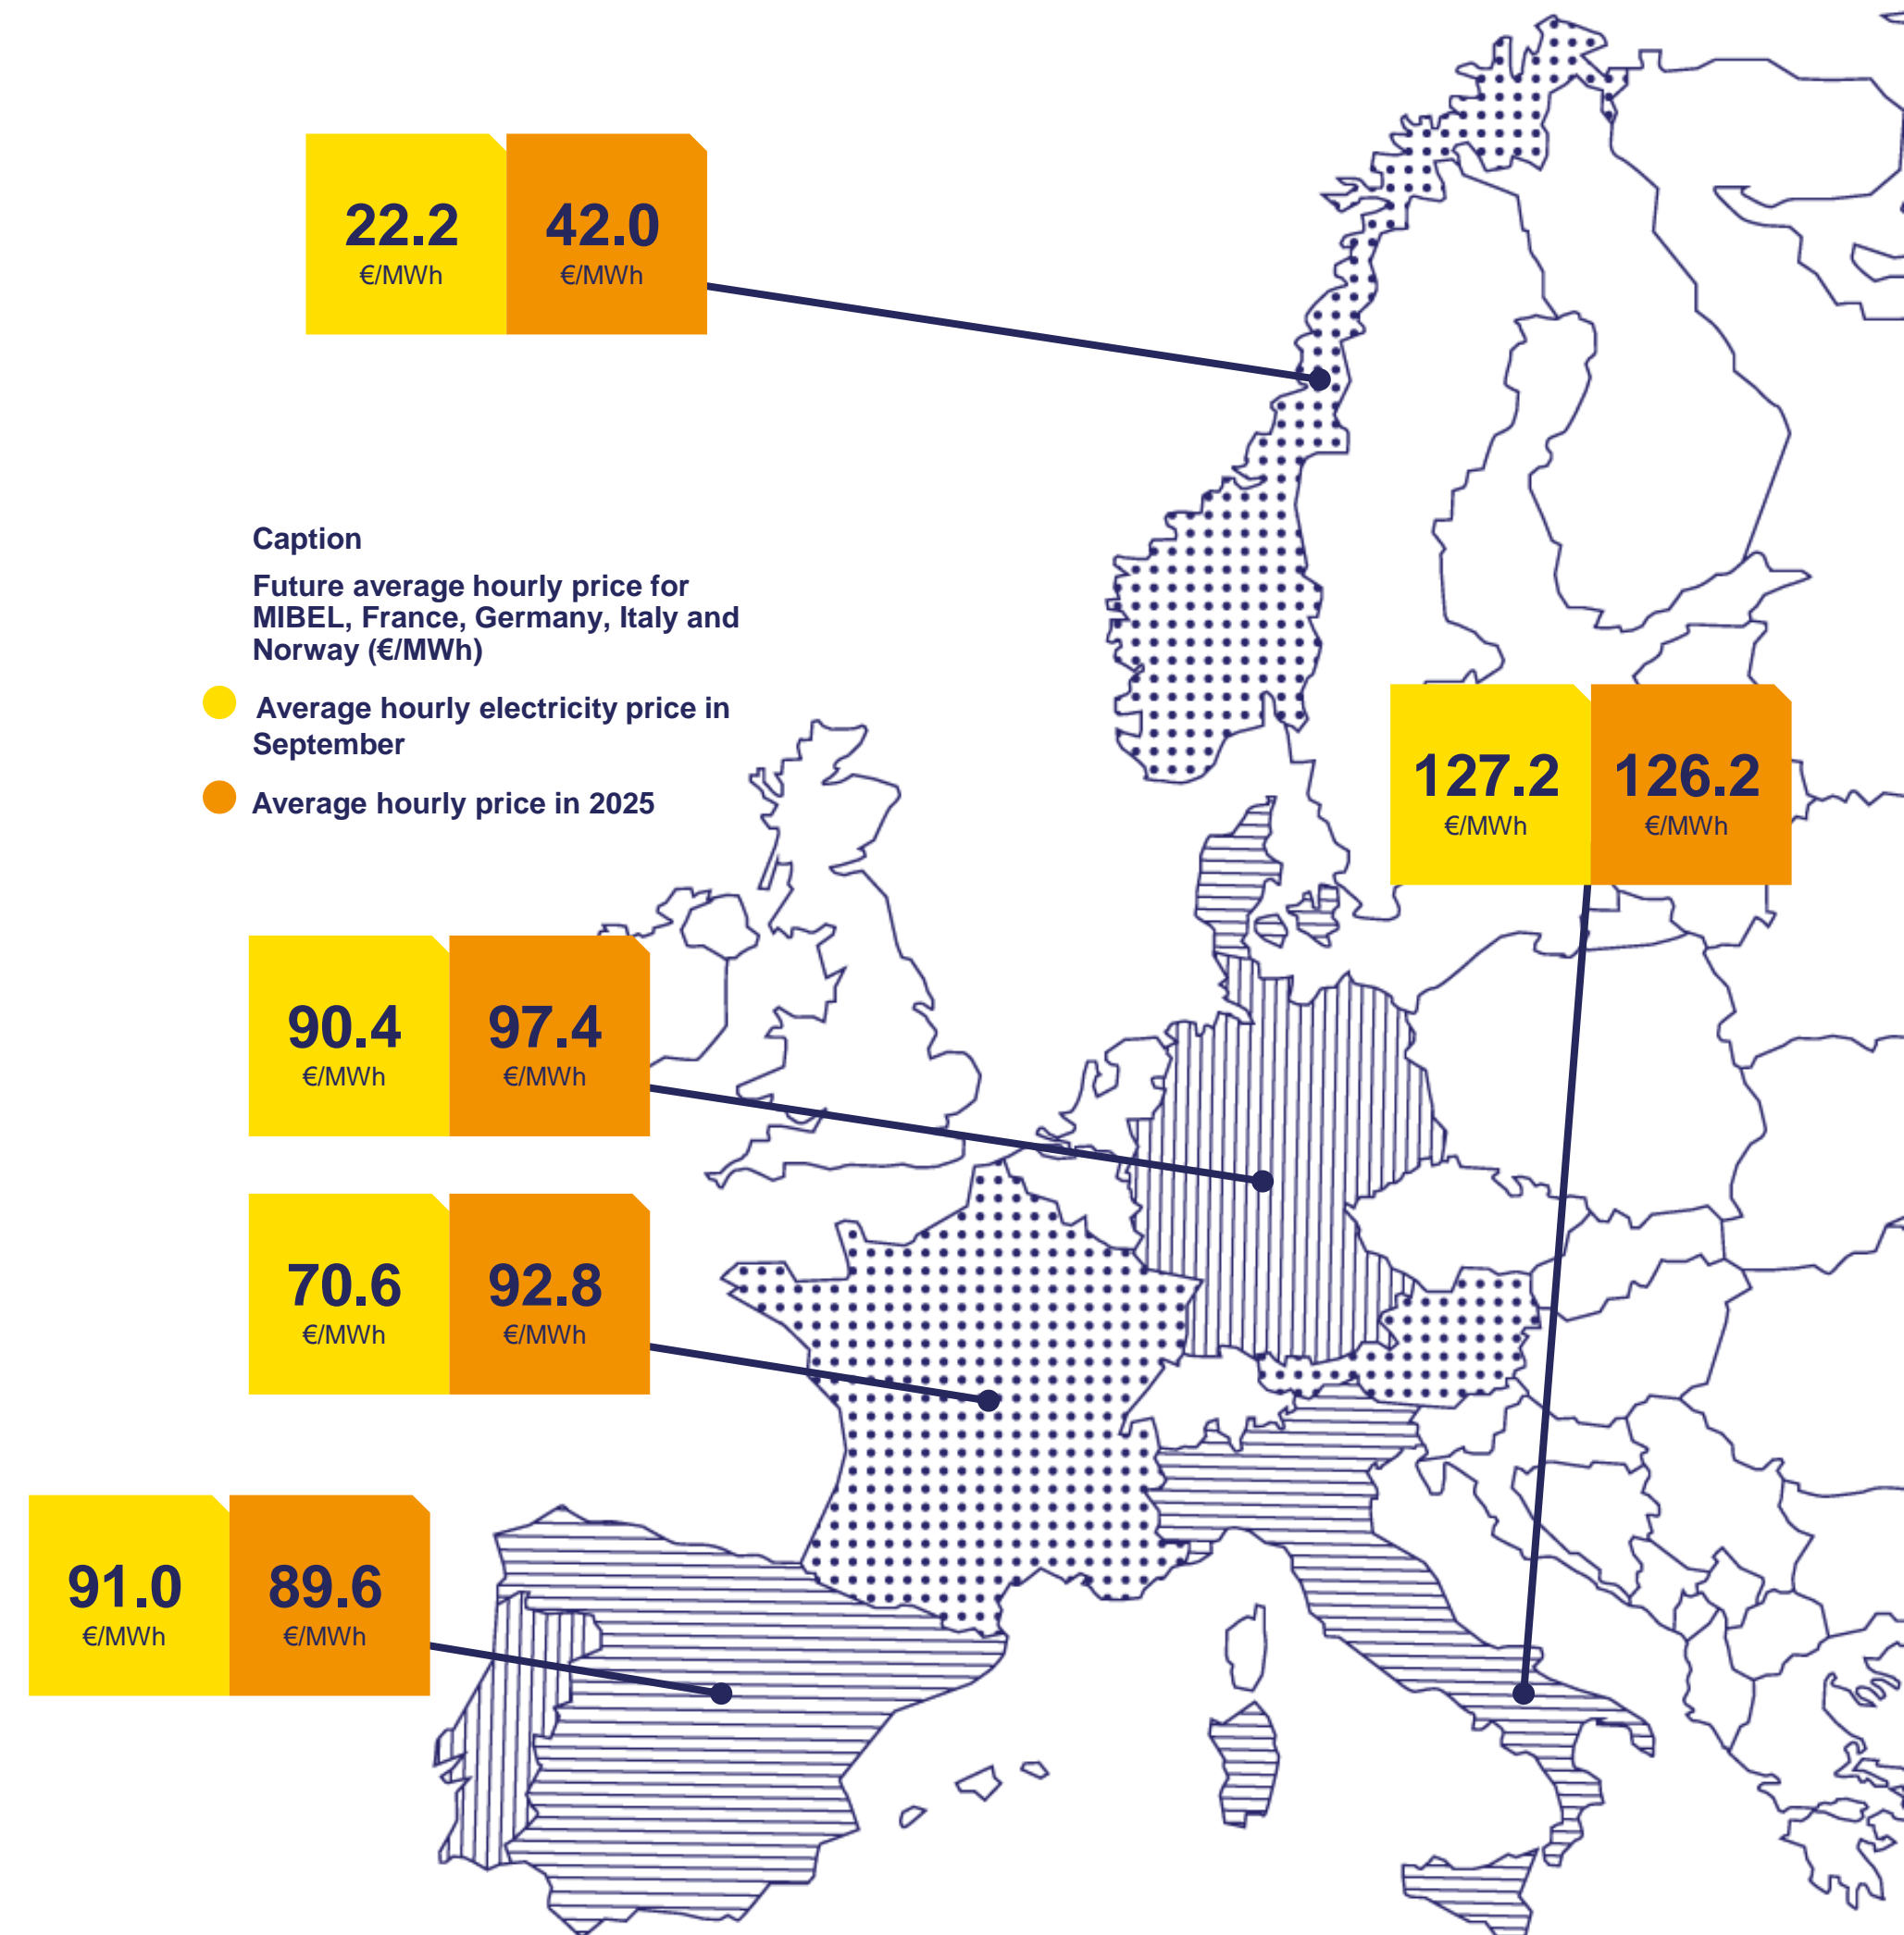 22.2
€/MWh
42.0
€/MWh
Caption
Future average hourly price for
MIBEL, France, Germany, Italy and
Norway (€/MWh)
Average hourly electricity price in
September
Average hourly price in 2025
127.2
€/MWh
126.2
€/MWh
90.4
€/MWh
97.4
€/MWh
70.6
€/MWh
92.8
€/MWh
91.0
€/MWh
89.6
€/MWh